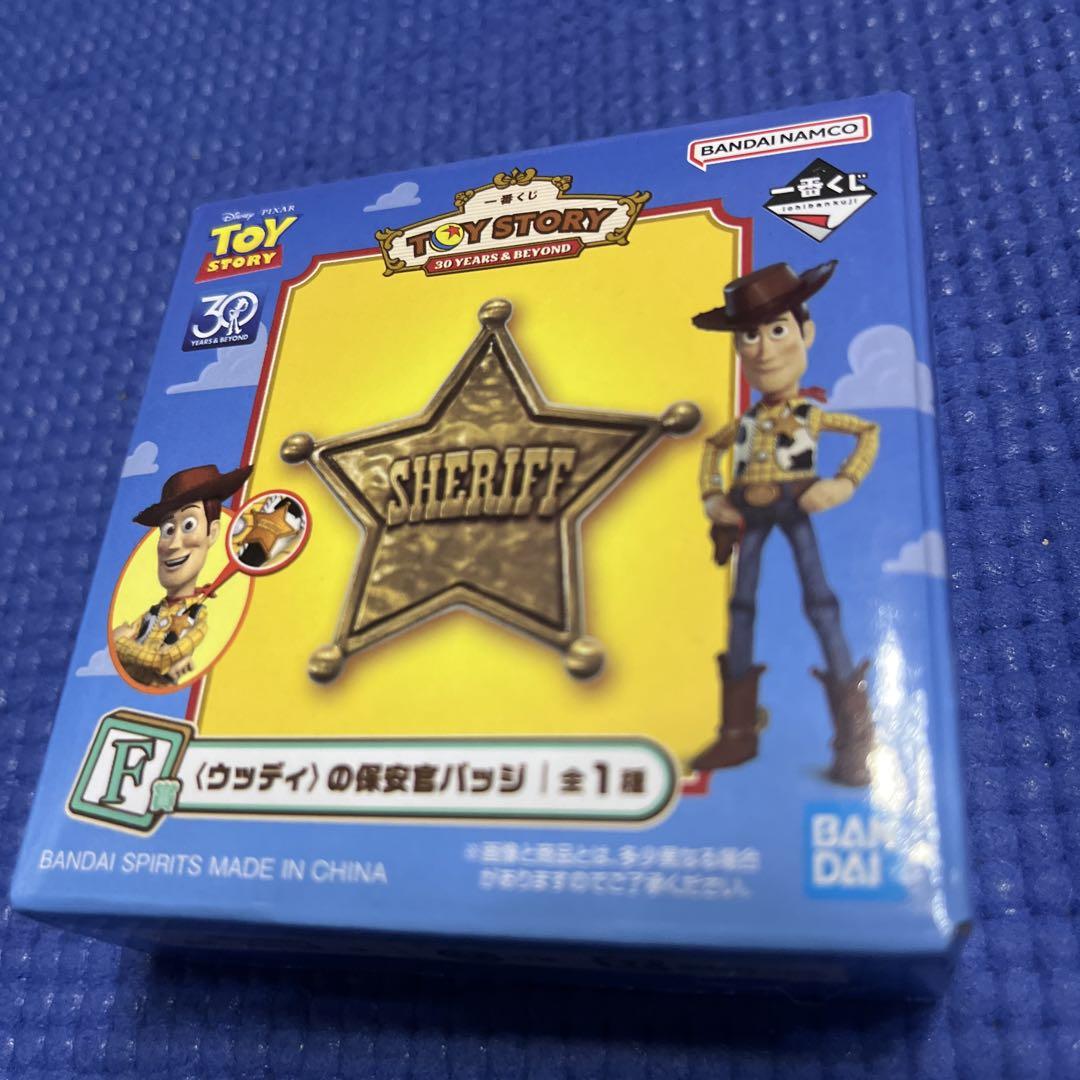 BANDAI NAMCO
一番くじ
ichibankuji
Disney PIXAR
TOY
STORY
30
YEARS & BEYOND
一番くじ
TOY STORY
30 YEARS & BEYOND
SHERIFF
F賞
〈ウッディ〉の保安官バッジ｜全1種
BANDAI SPIRITS MADE IN CHINA
※画像と商品とは、多少異なる場合
がありますのでご了承ください。
BAN
DAI